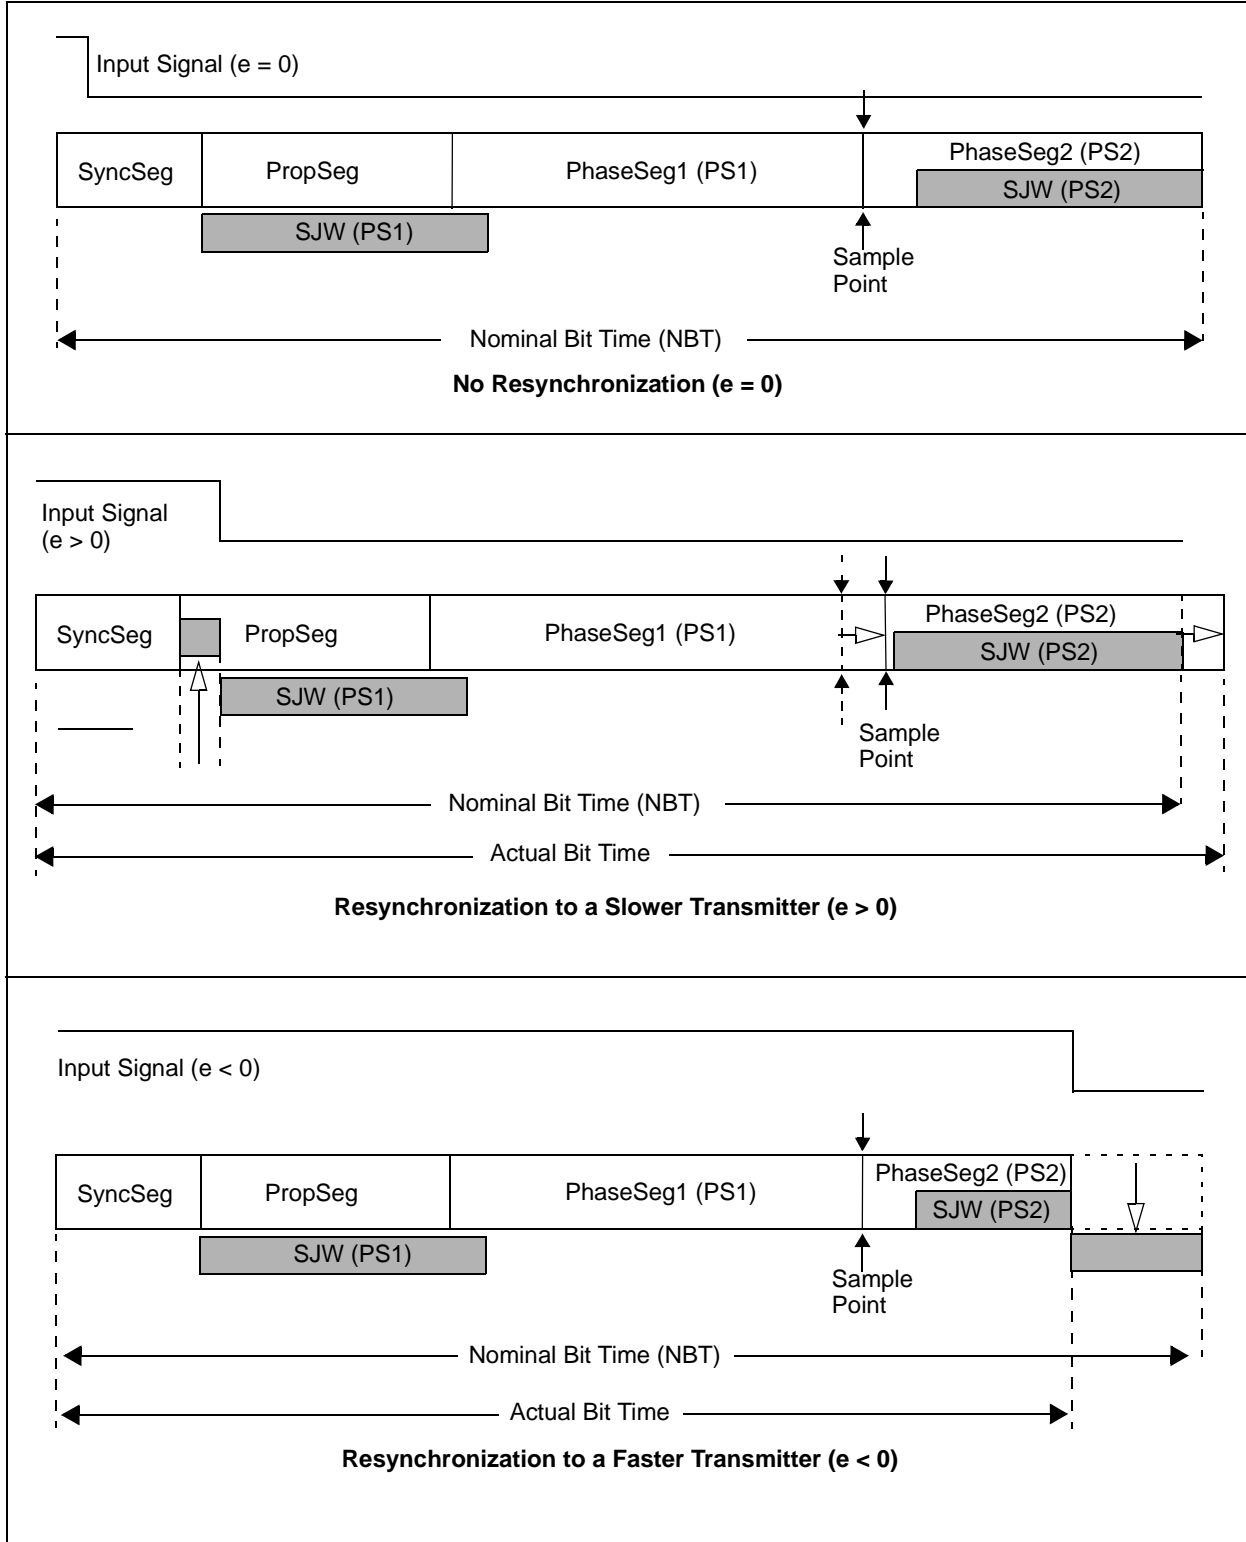 Input Signal (e = 0)
SyncSeg
PropSeg
PhaseSeg1 (PS1)
PhaseSeg2 (PS2)
SJW (PS2)
SJW (PS1)
Sample
Point
Nominal Bit Time (NBT)
No Resynchronization (e = 0)
Input Signal
(e > 0)
SyncSeg
PropSeg
PhaseSeg1 (PS1)
PhaseSeg2 (PS2)
SJW (PS2)
SJW (PS1)
Sample
Point
Nominal Bit Time (NBT)
Actual Bit Time
Resynchronization to a Slower Transmitter (e > 0)
Input Signal (e < 0)
SyncSeg
PropSeg
PhaseSeg1 (PS1)
PhaseSeg2 (PS2)
SJW (PS2)
SJW (PS1)
Sample
Point
Nominal Bit Time (NBT)
Actual Bit Time
Resynchronization to a Faster Transmitter (e < 0)